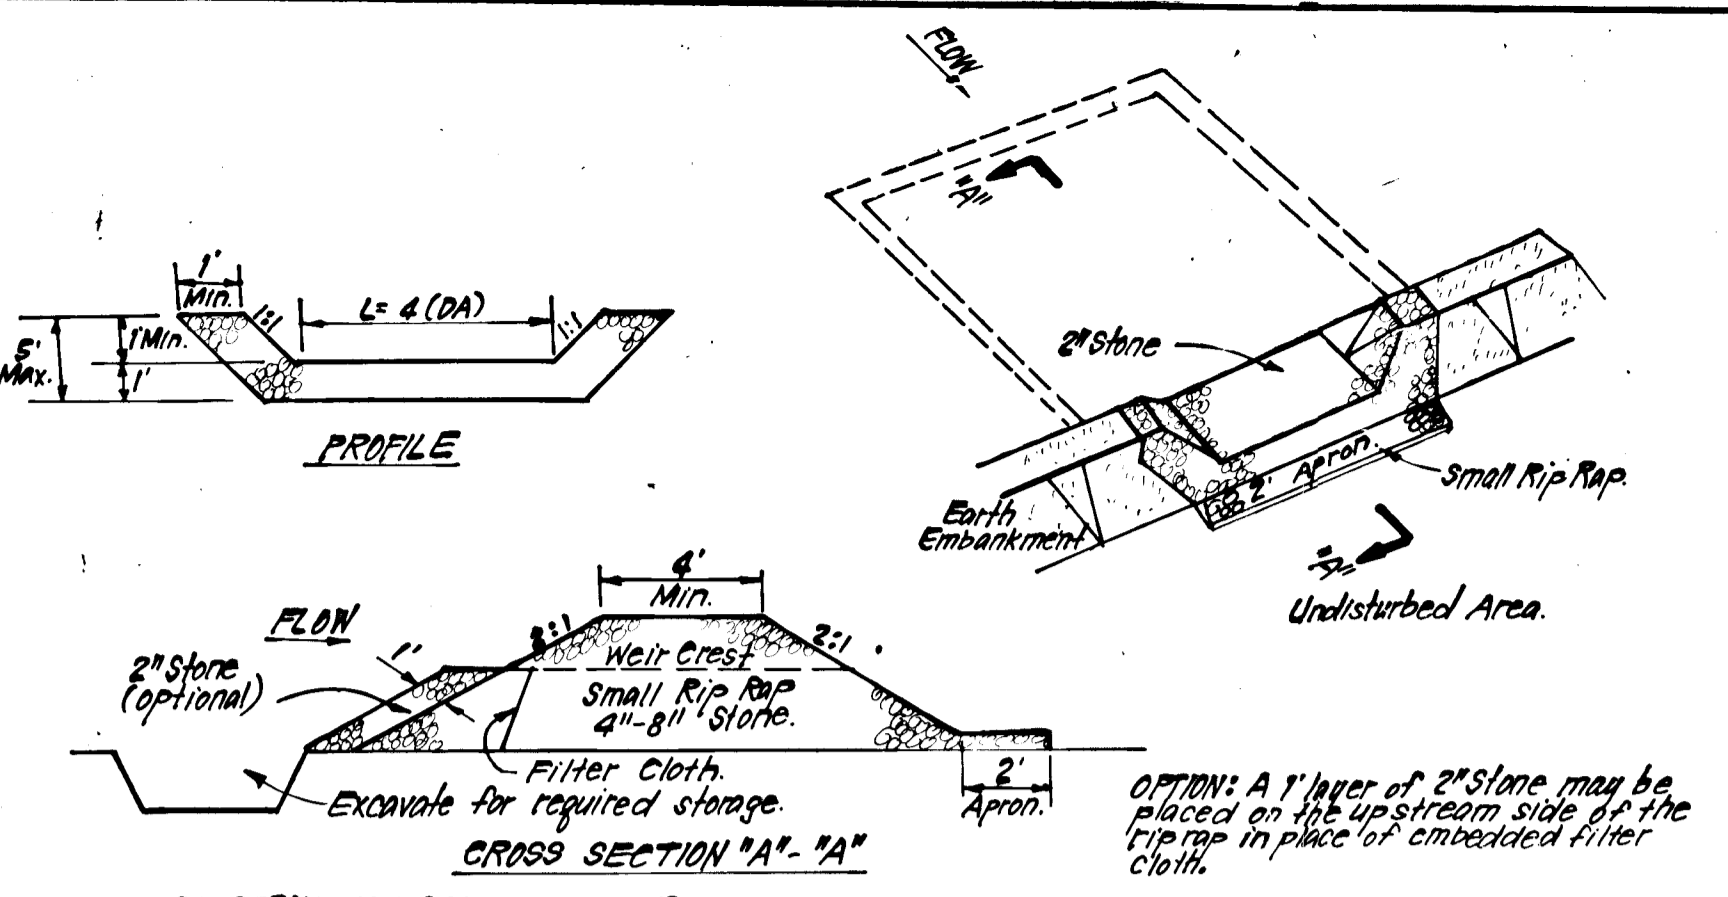 FLOW
"A"
1'
Min.
1:1
L= 4 (DA)
1:1
5'
Max.
1' Min.
1'
PROFILE
2" Stone
Apron.
2'
Small Rip Rap.
Earth
Embankment
"A"
Undisturbed Area.
4'
Min.
FLOW
1'
2:1
2:1
2" Stone
(optional)
Weir Crest
Small Rip Rap
4"-8" Stone.
Filter Cloth.
Excavate for required storage.
2'
Apron.
CROSS SECTION "A"- "A"
OPTION: A 1' layer of 2" Stone may be
placed on the upstream side of the
rip rap in place of embedded filter
cloth.